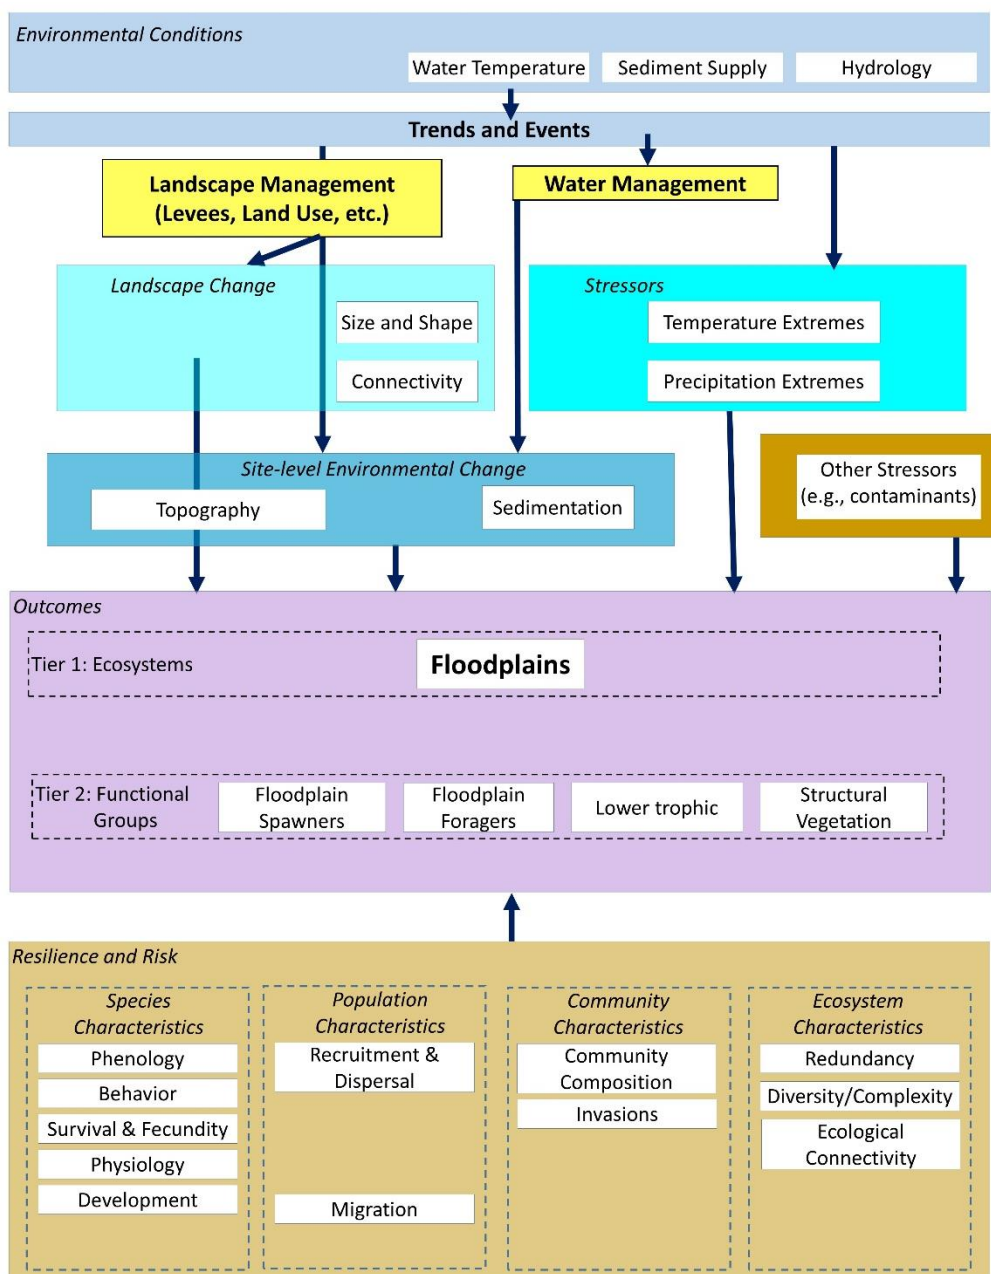 Environmental Conditions
Water Temperature
Sediment Supply
Hydrology
Trends and Events
Landscape Management
(Levees, Land Use, etc.)
Water Management
Landscape Change
Size and Shape
Connectivity
Stressors
Temperature Extremes
Precipitation Extremes
Site-level Environmental Change
Topography
Sedimentation
Other Stressors
(e.g., contaminants)
Outcomes
Tier 1: Ecosystems
Floodplains
Tier 2: Functional
Groups
Floodplain
Spawners
Floodplain
Foragers
Lower trophic
Structural
Vegetation
Resilience and Risk
Species
Characteristics
Phenology
Behavior
Survival & Fecundity
Physiology
Development
Population
Characteristics
Recruitment &
Dispersal
Migration
Community
Characteristics
Community
Composition
Invasions
Ecosystem
Characteristics
Redundancy
Diversity/Complexity
Ecological
Connectivity